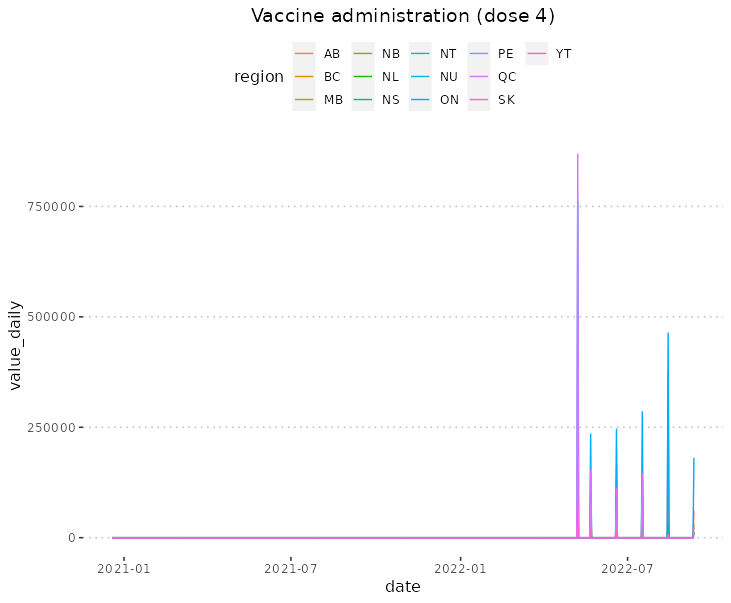 Vaccine administration (dose 4)
region
AB NB NT PE YT
BC NL NU QC
MB NS ON SK
value_daily
750000
500000
250000
0
2021-01 2021-07 2022-01 2022-07
date